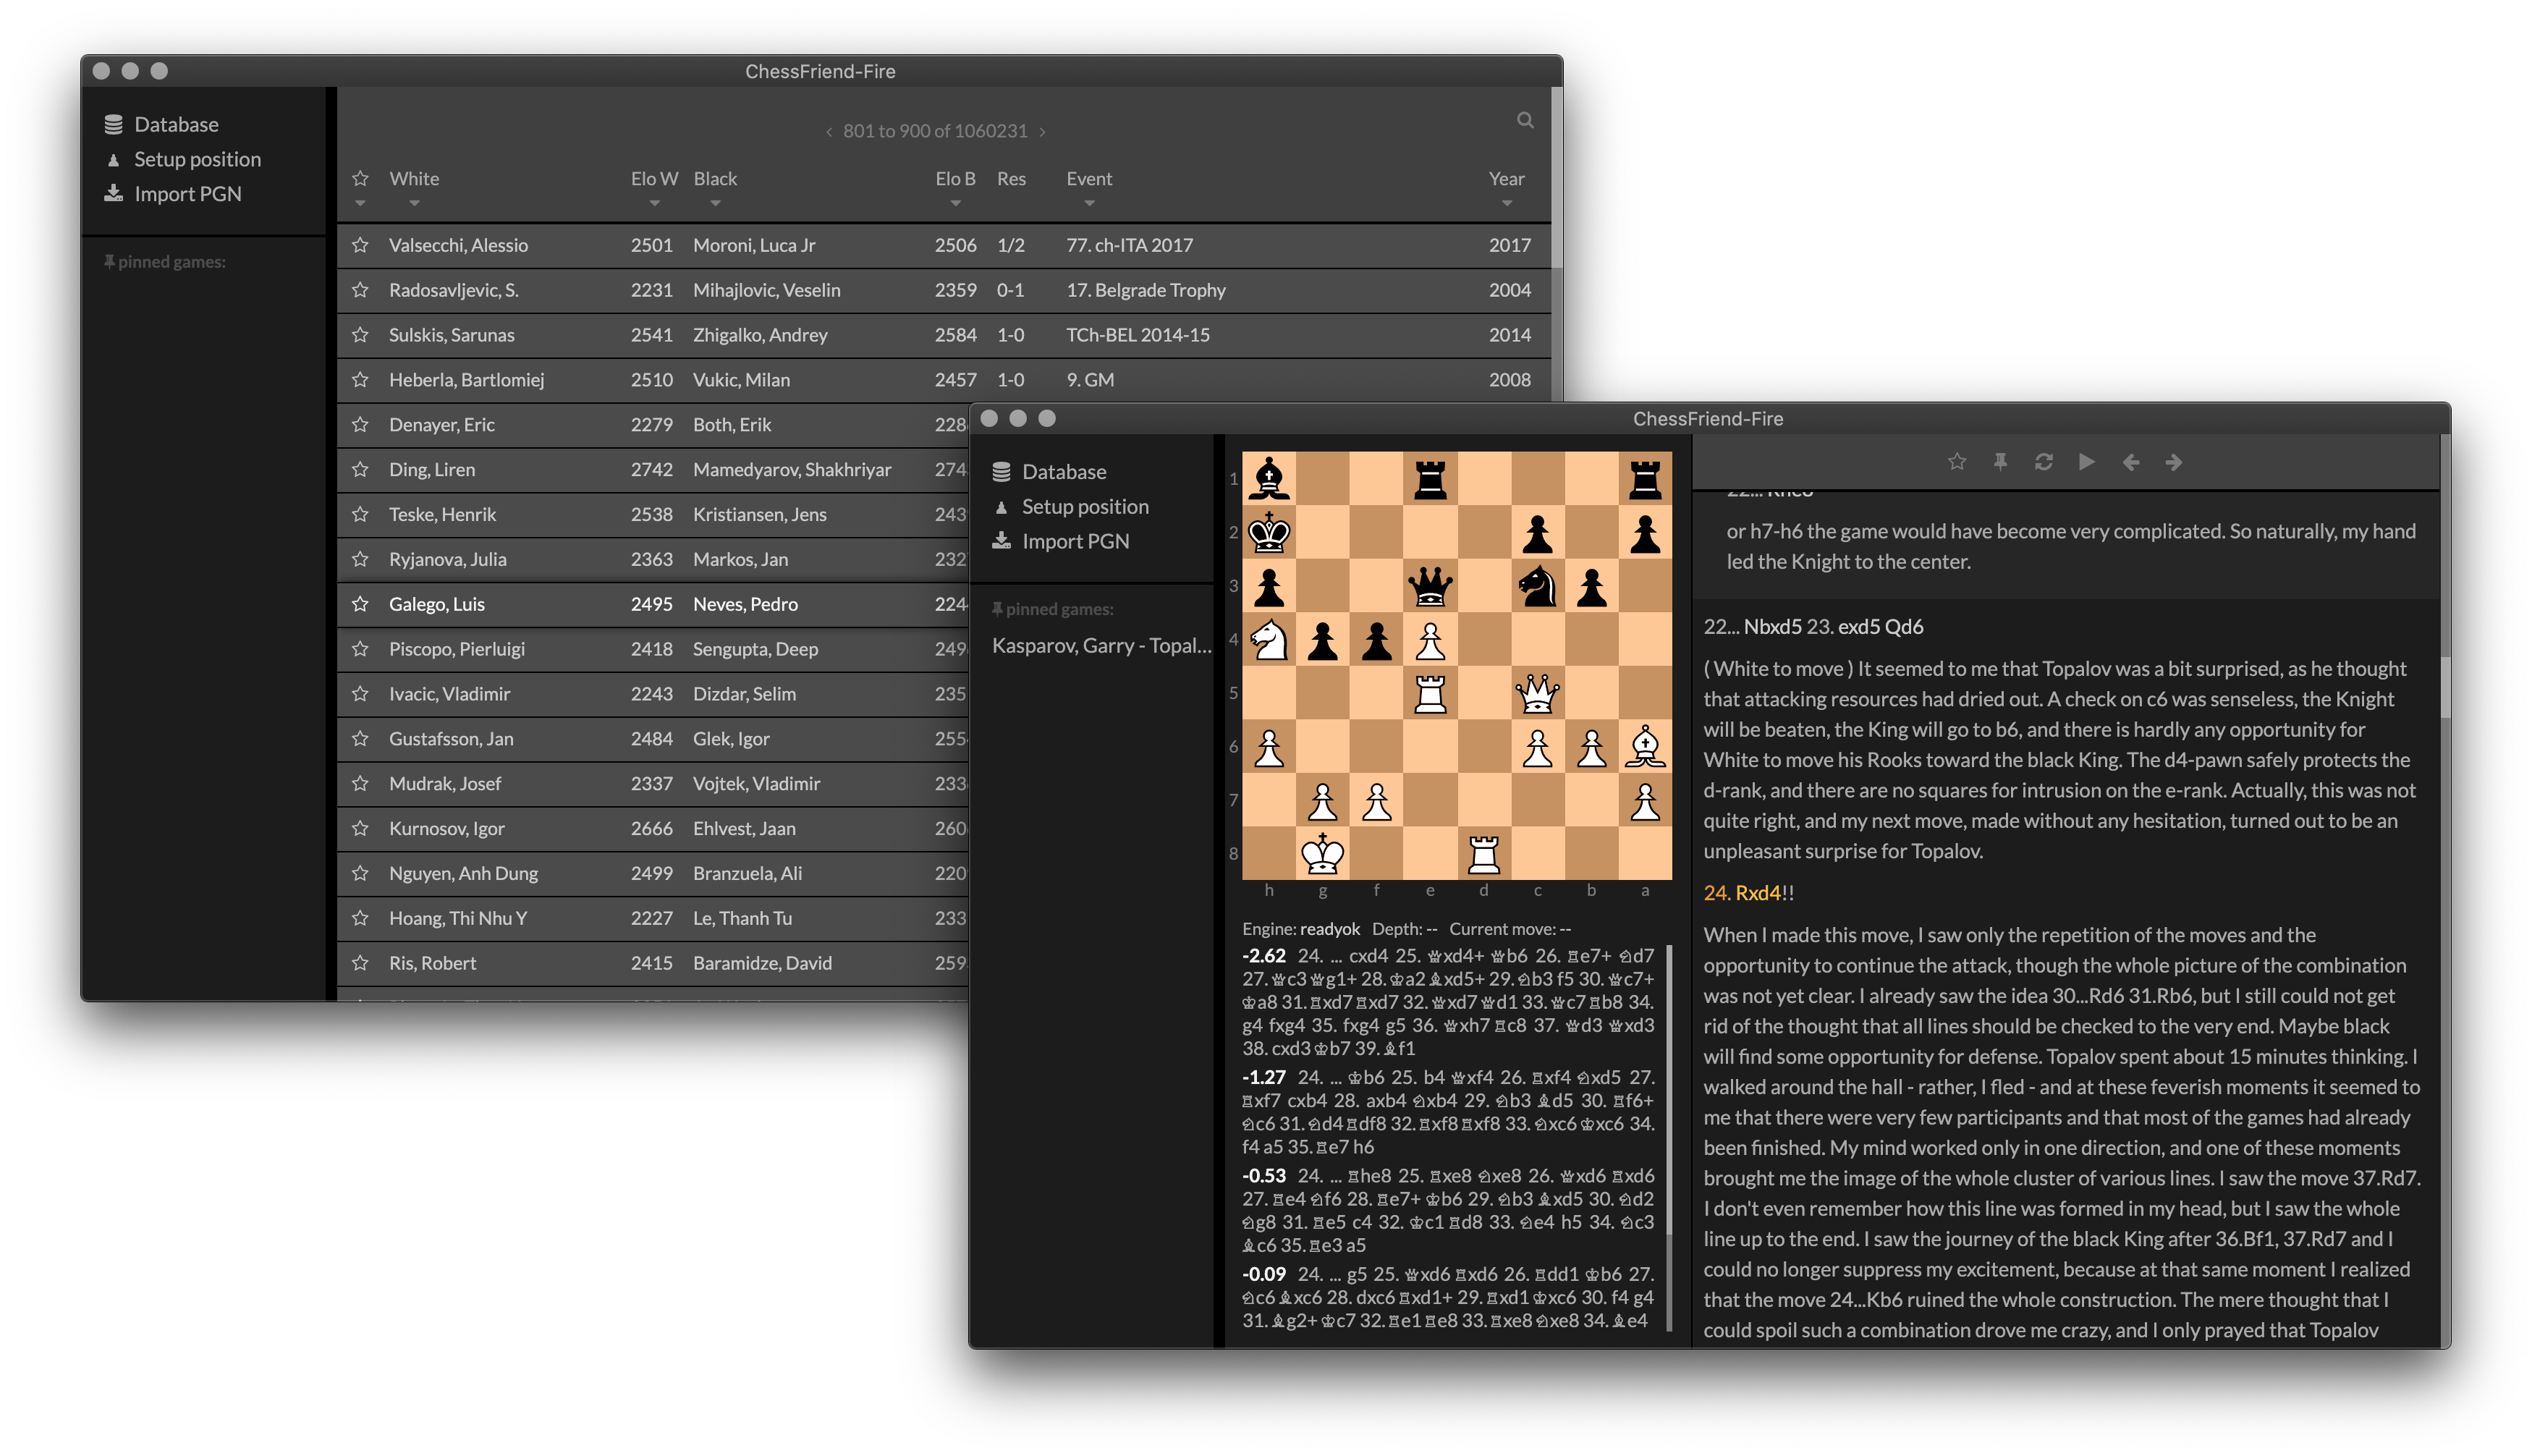 ChessFriend-Fire
Database
Setup position
Import PGN
pinned games:
‹ 801 to 900 of 1060231 ›
White Elo W Black Elo B Res Event Year
Valsecchi, Alessio 2501 Moroni, Luca Jr 2506 1/2 77. ch-ITA 2017 2017
Radosavljevic, S. 2231 Mihajlovic, Veselin 2359 0-1 17. Belgrade Trophy 2004
Sulskis, Sarunas 2541 Zhigalko, Andrey 2584 1-0 TCh-BEL 2014-15 2014
Heberla, Bartlomiej 2510 Vukic, Milan 2457 1-0 9. GM 2008
Denayer, Eric 2279 Both, Erik 228
Ding, Liren 2742 Mamedyarov, Shakhriyar 274
Teske, Henrik 2538 Kristiansen, Jens 243
Ryjanova, Julia 2363 Markos, Jan 232
Galego, Luis 2495 Neves, Pedro 224
Piscopo, Pierluigi 2418 Sengupta, Deep 249
Ivacic, Vladimir 2243 Dizdar, Selim 235
Gustafsson, Jan 2484 Glek, Igor 255
Mudrak, Josef 2337 Vojtek, Vladimir 233
Kurnosov, Igor 2666 Ehlvest, Jaan 260
Nguyen, Anh Dung 2499 Branzuela, Ali 220
Hoang, Thi Nhu Y 2227 Le, Thanh Tu 233
Ris, Robert 2415 Baramidze, David 259
ChessFriend-Fire
Database
Setup position
Import PGN
pinned games:
Kasparov, Garry - Topal...
1
2
3
4
5
6
7
8
h g f e d c b a
Engine: readyok Depth: -- Current move: --
-2.62 24. ... cxd4 25. ♕xd4+ ♕b6 26. ♖e7+ ♘d7
27. ♕c3 ♕g1+ 28. ♔a2 ♗xd5+ 29. ♘b3 f5 30. ♕c7+
♔a8 31. ♖xd7 ♖xd7 32. ♕xd7 ♕d1 33. ♕c7 ♖b8 34.
g4 fxg4 35. fxg4 g5 36. ♕xh7 ♖c8 37. ♕d3 ♕xd3
38. cxd3 ♔b7 39. ♗f1
-1.27 24. ... ♔b6 25. b4 ♕xf4 26. ♖xf4 ♘xd5 27.
♖xf7 cxb4 28. axb4 ♘xb4 29. ♘b3 ♗d5 30. ♖f6+
♘c6 31. ♘d4 ♖df8 32. ♖xf8 ♖xf8 33. ♘xc6 ♔xc6 34.
f4 a5 35. ♖e7 h6
-0.53 24. ... ♖he8 25. ♖xe8 ♘xe8 26. ♕xd6 ♖xd6
27. ♖e4 ♘f6 28. ♖e7+ ♔b6 29. ♘b3 ♗xd5 30. ♘d2
♘g8 31. ♖e5 c4 32. ♔c1 ♖d8 33. ♘e4 h5 34. ♘c3
♗c6 35. ♖e3 a5
-0.09 24. ... g5 25. ♕xd6 ♖xd6 26. ♖dd1 ♔b6 27.
♘c6 ♗xc6 28. dxc6 ♖xd1+ 29. ♖xd1 ♔xc6 30. f4 g4
31. ♗g2+ ♔c7 32. ♖e1 ♖e8 33. ♖xe8 ♘xe8 34. ♗e4
or h7-h6 the game would have become very complicated. So naturally, my hand
led the Knight to the center.
22... Nbxd5 23. exd5 Qd6
( White to move ) It seemed to me that Topalov was a bit surprised, as he thought
that attacking resources had dried out. A check on c6 was senseless, the Knight
will be beaten, the King will go to b6, and there is hardly any opportunity for
White to move his Rooks toward the black King. The d4-pawn safely protects the
d-rank, and there are no squares for intrusion on the e-rank. Actually, this was not
quite right, and my next move, made without any hesitation, turned out to be an
unpleasant surprise for Topalov.
24. Rxd4!!
When I made this move, I saw only the repetition of the moves and the
opportunity to continue the attack, though the whole picture of the combination
was not yet clear. I already saw the idea 30...Rd6 31.Rb6, but I still could not get
rid of the thought that all lines should be checked to the very end. Maybe black
will find some opportunity for defense. Topalov spent about 15 minutes thinking. I
walked around the hall - rather, I fled - and at these feverish moments it seemed to
me that there were very few participants and that most of the games had already
been finished. My mind worked only in one direction, and one of these moments
brought me the image of the whole cluster of various lines. I saw the move 37.Rd7.
I don't even remember how this line was formed in my head, but I saw the whole
line up to the end. I saw the journey of the black King after 36.Bf1, 37.Rd7 and I
could no longer suppress my excitement, because at that same moment I realized
that the move 24...Kb6 ruined the whole construction. The mere thought that I
could spoil such a combination drove me crazy, and I only prayed that Topalov